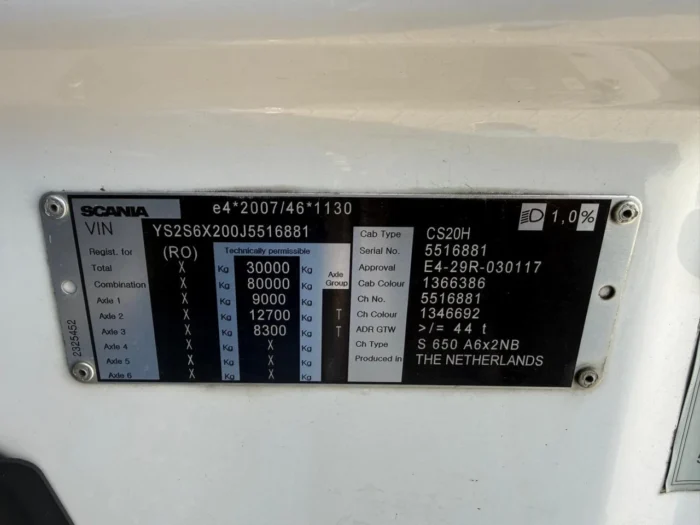 SCANIA e4*2007/46*1130 1,0%
VIN YS2S6X200J5516881
Regist. for (RO) Technically permissible
Total X Kg 30000 Kg
Combination X Kg 80000 Kg Axle Group
Axle 1 X Kg 9000 Kg
Axle 2 X Kg 12700 Kg T
Axle 3 X Kg 8300 Kg T
Axle 4 X Kg X Kg
Axle 5 X Kg X Kg
Axle 6 X Kg X Kg
2325452
Cab Type CS20H
Serial No. 5516881
Approval E4-29R-030117
Cab Colour 1366386
Ch No. 5516881
Ch Colour 1346692
ADR GTW >/= 44 t
Ch Type S 650 A6x2NB
Produced in THE NETHERLANDS